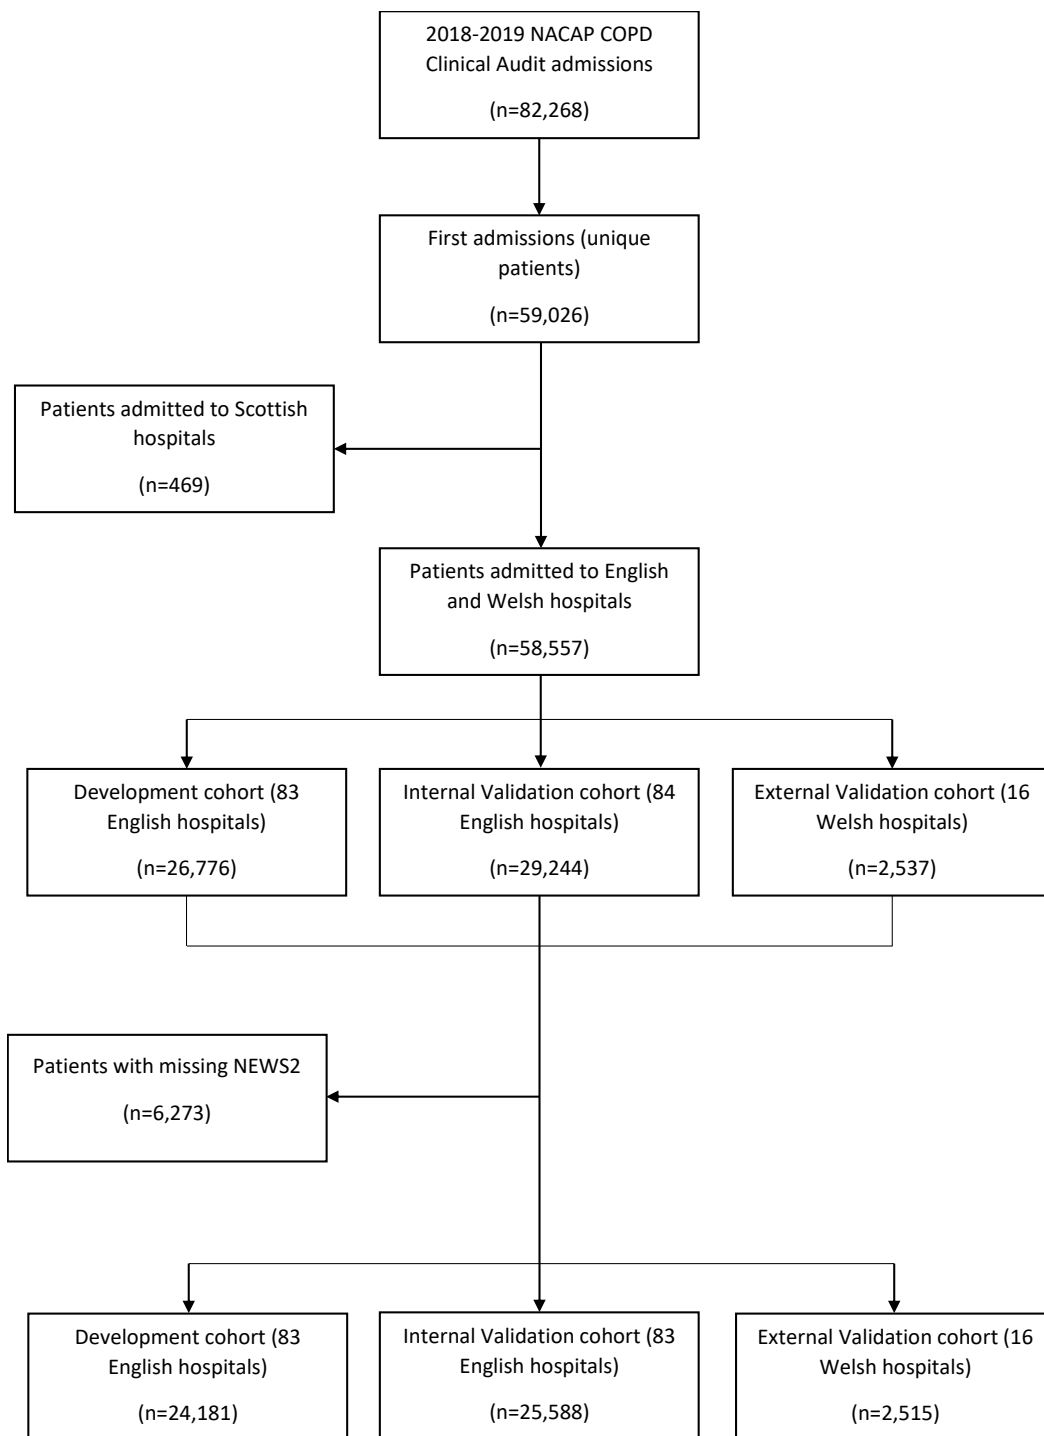 2018-2019 NACAP COPD
Clinical Audit admissions
(n=82,268)
First admissions (unique
patients)
(n=59,026)
Patients admitted to Scottish
hospitals
(n=469)
Patients admitted to English
and Welsh hospitals
(n=58,557)
Development cohort (83
English hospitals)
(n=26,776)
Internal Validation cohort (84
English hospitals)
(n=29,244)
External Validation cohort (16
Welsh hospitals)
(n=2,537)
Patients with missing NEWS2
(n=6,273)
Development cohort (83
English hospitals)
(n=24,181)
Internal Validation cohort (83
English hospitals)
(n=25,588)
External Validation cohort (16
Welsh hospitals)
(n=2,515)